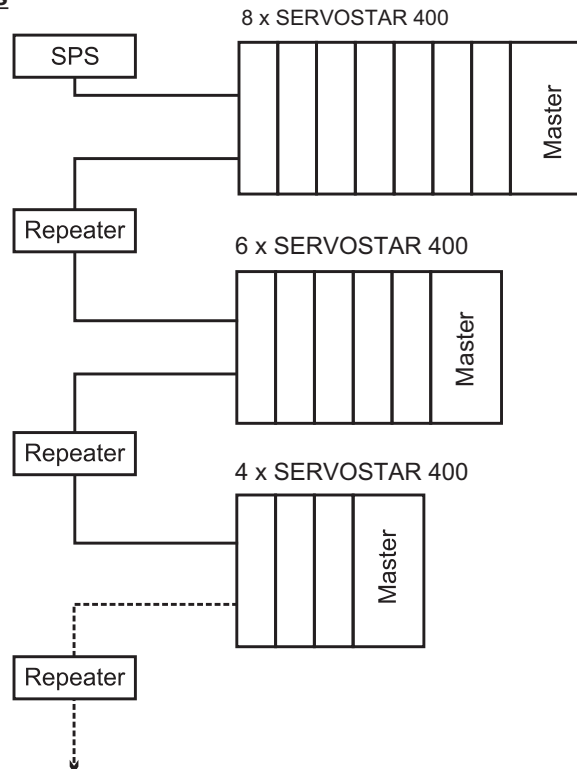 8 x SERVOSTAR 400
SPS
Master
Repeater
6 x SERVOSTAR 400
Master
Repeater
4 x SERVOSTAR 400
Master
Repeater